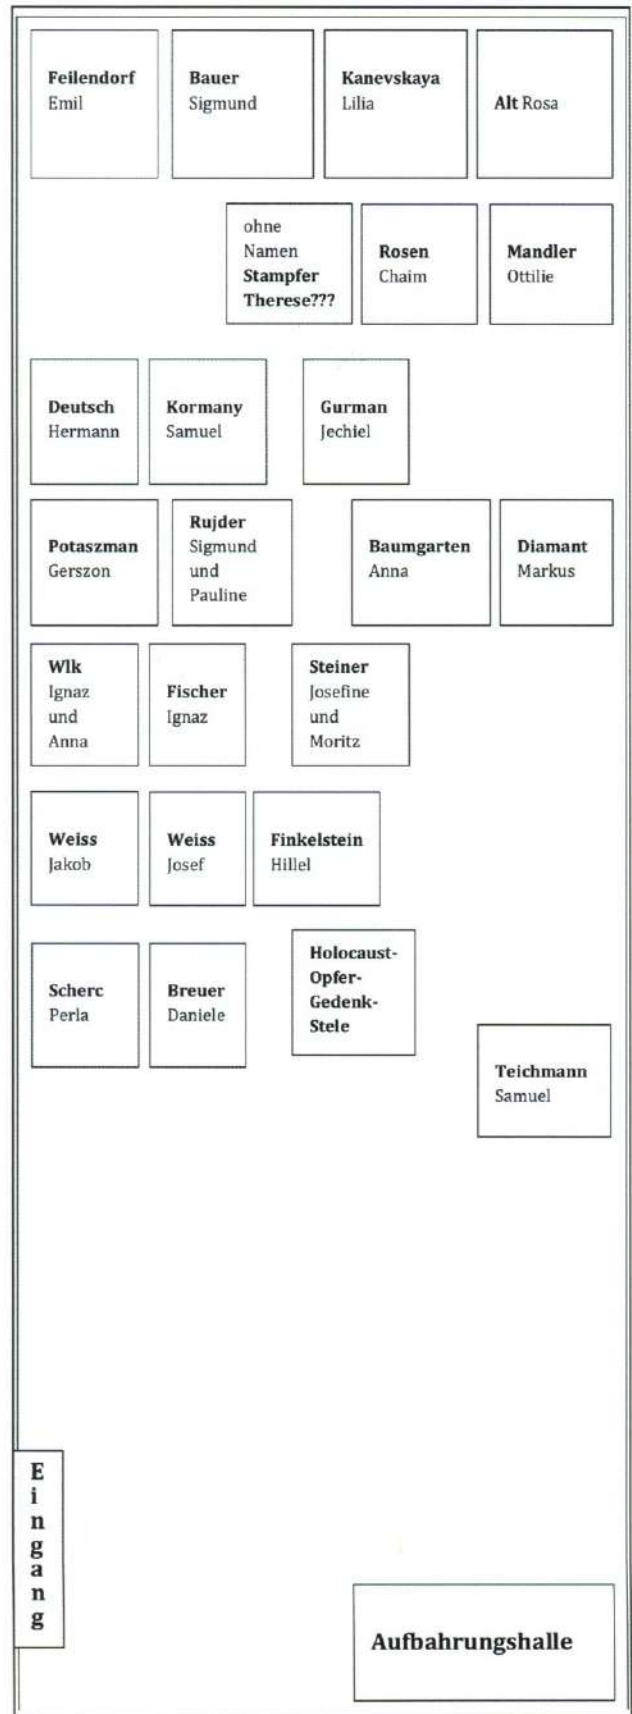 Feilendorf
Emil
Bauer
Sigmund
Kanevskaya
Lilia
Alt Rosa
ohne
Namen
Stampfer
Therese???
Rosen
Chaim
Mandler
Ottilie
Deutsch
Hermann
Kormany
Samuel
Gurman
Jechiel
Potaszman
Gerszon
Rujder
Sigmund
und
Pauline
Baumgarten
Anna
Diamant
Markus
Wlk
Ignaz
und
Anna
Fischer
Ignaz
Steiner
Josefine
und
Moritz
Weiss
Jakob
Weiss
Josef
Finkelstein
Hillel
Scherc
Perla
Breuer
Daniele
Holocaust-
Opfer-
Gedenk-
Stele
Teichmann
Samuel
Eingang
Aufbahrungshalle